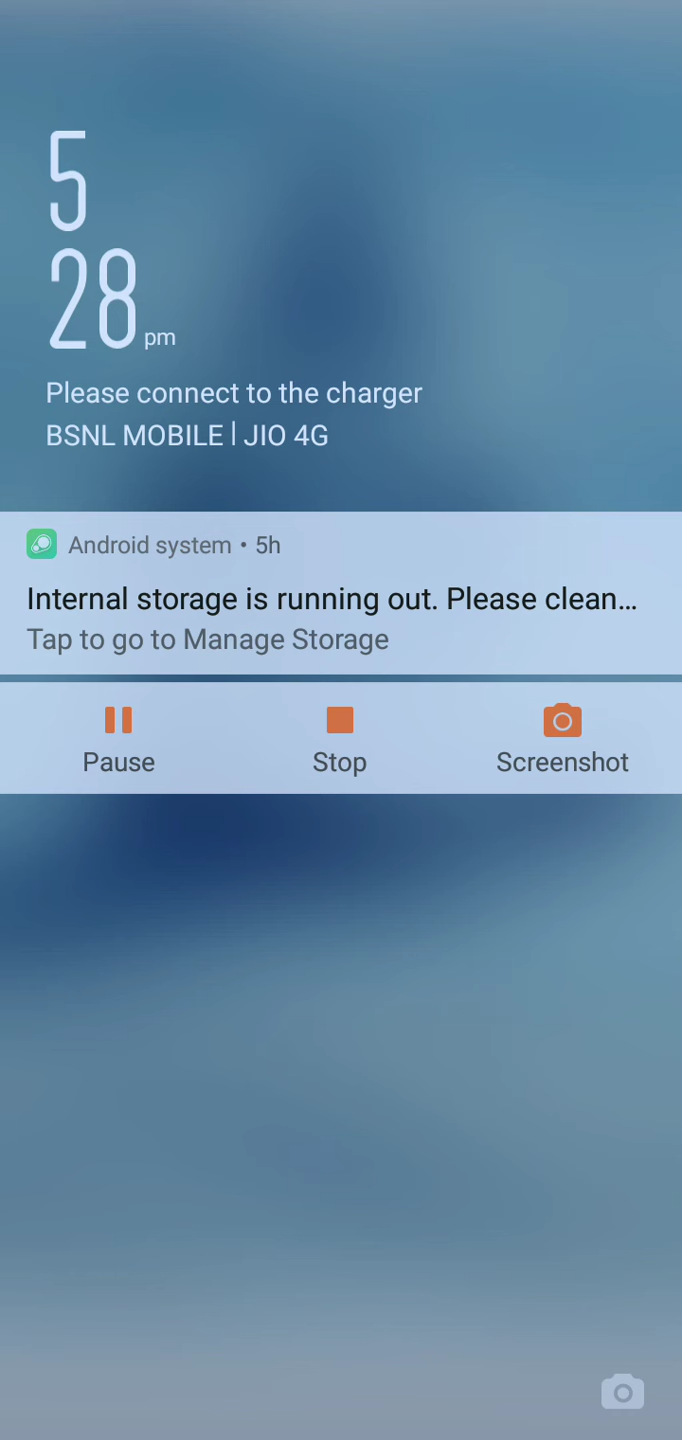 5
28 pm
Please connect to the charger
BSNL MOBILE | JIO 4G
Android system • 5h
Internal storage is running out. Please clean...
Tap to go to Manage Storage
Pause Stop Screenshot